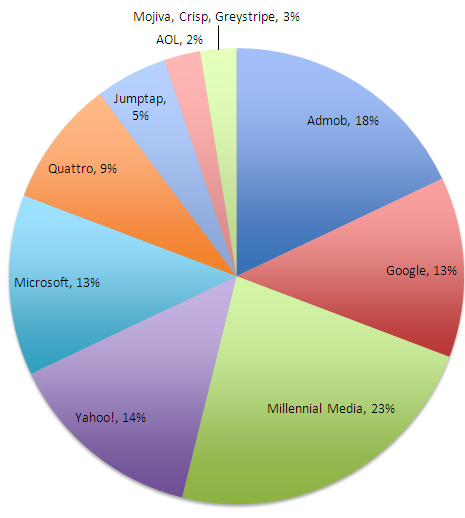 Mojiva, Crisp, Greystripe, 3%
AOL, 2%
Jumptap,
5%
Admob, 18%
Quattro, 9%
Google, 13%
Microsoft, 13%
Millennial Media, 23%
Yahoo!, 14%